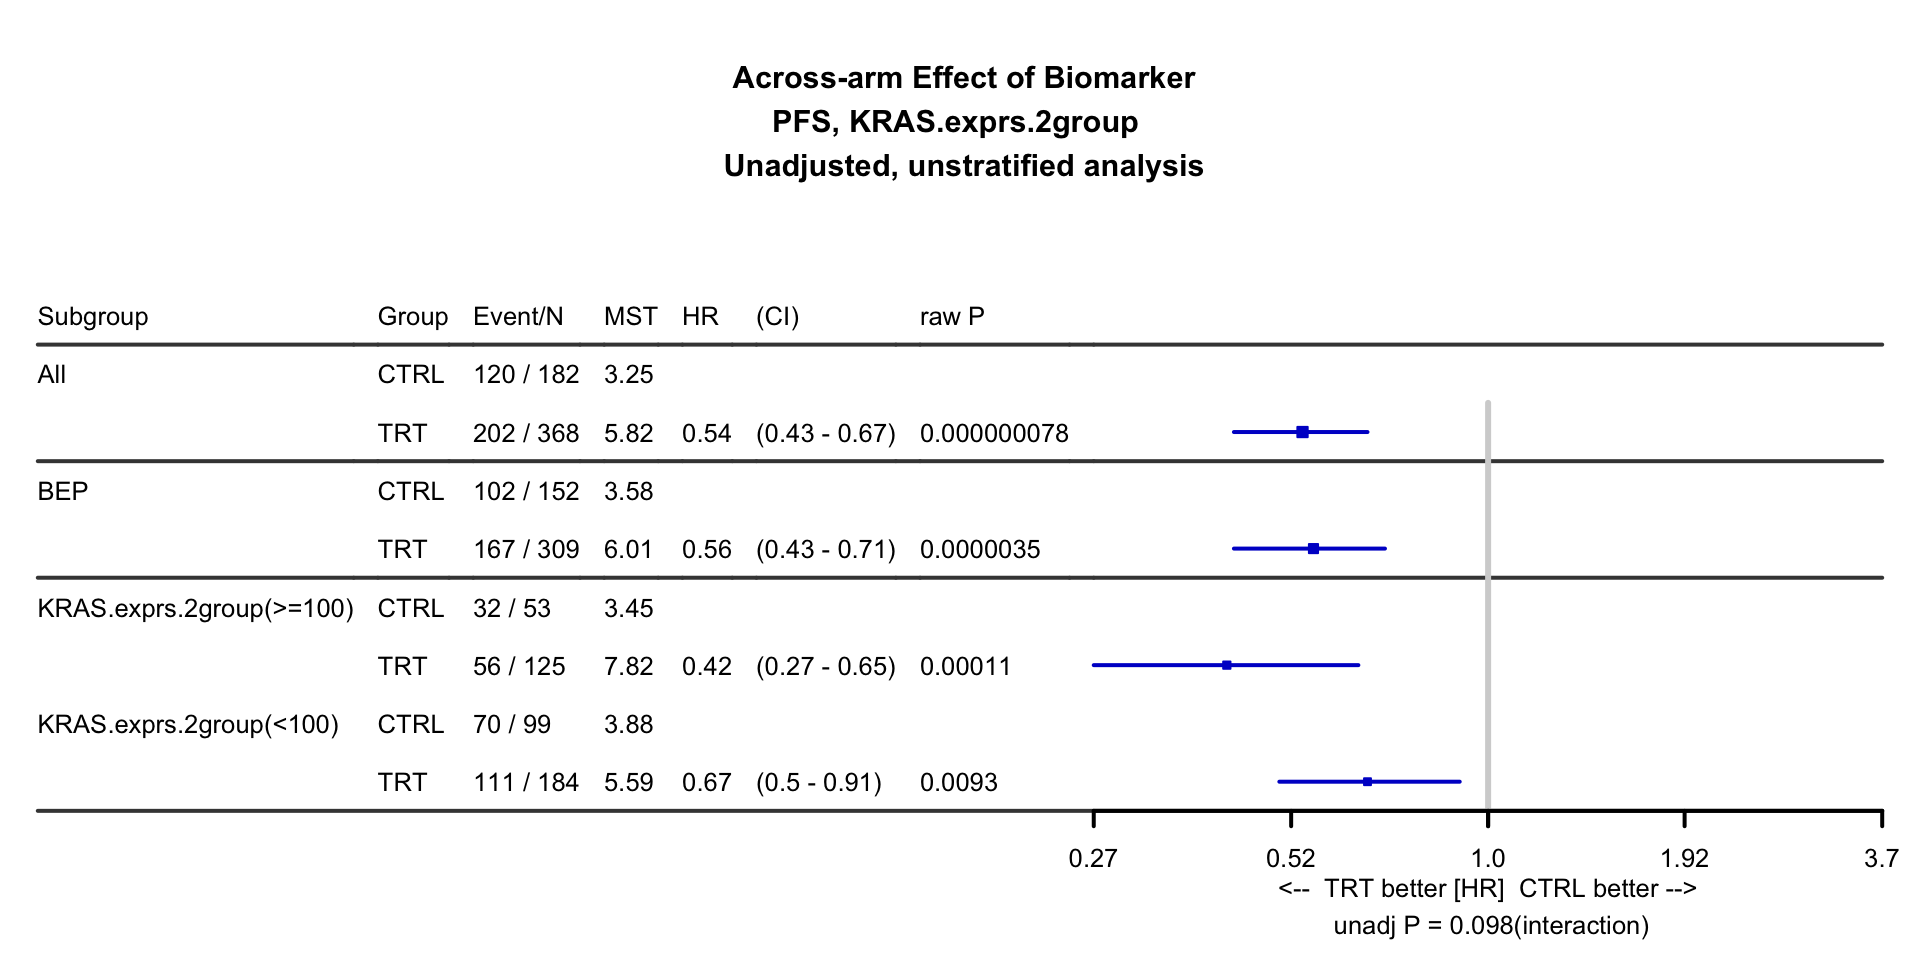 Across-arm Effect of Biomarker
PFS, KRAS.exprs.2group
Unadjusted, unstratified analysis
Subgroup Group Event/N MST HR (CI) raw P
All CTRL 120 / 182 3.25
TRT 202 / 368 5.82 0.54 (0.43 - 0.67) 0.000000078
BEP CTRL 102 / 152 3.58
TRT 167 / 309 6.01 0.56 (0.43 - 0.71) 0.0000035
KRAS.exprs.2group(>=100) CTRL 32 / 53 3.45
TRT 56 / 125 7.82 0.42 (0.27 - 0.65) 0.00011
KRAS.exprs.2group(<100) CTRL 70 / 99 3.88
TRT 111 / 184 5.59 0.67 (0.5 - 0.91) 0.0093
0.27 0.52 1.0 1.92 3.7
<-- TRT better [HR] CTRL better -->
unadj P = 0.098(interaction)